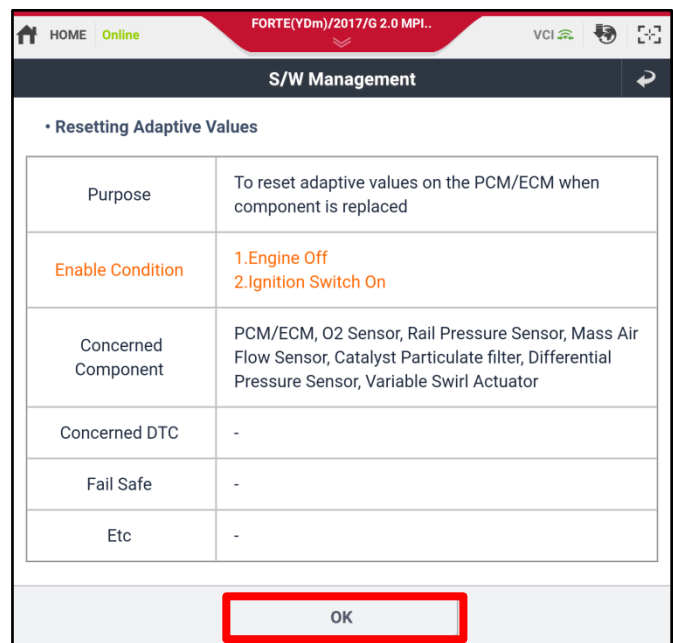 HOME Online FORTE(YDm)/2017/G 2.0 MPI.. VCI
S/W Management
• Resetting Adaptive Values
Purpose
To reset adaptive values on the PCM/ECM when
component is replaced
Enable Condition
1.Engine Off
2.Ignition Switch On
Concerned
Component
PCM/ECM, O2 Sensor, Rail Pressure Sensor, Mass Air
Flow Sensor, Catalyst Particulate filter, Differential
Pressure Sensor, Variable Swirl Actuator
Concerned DTC
-
Fail Safe
-
Etc
-
OK